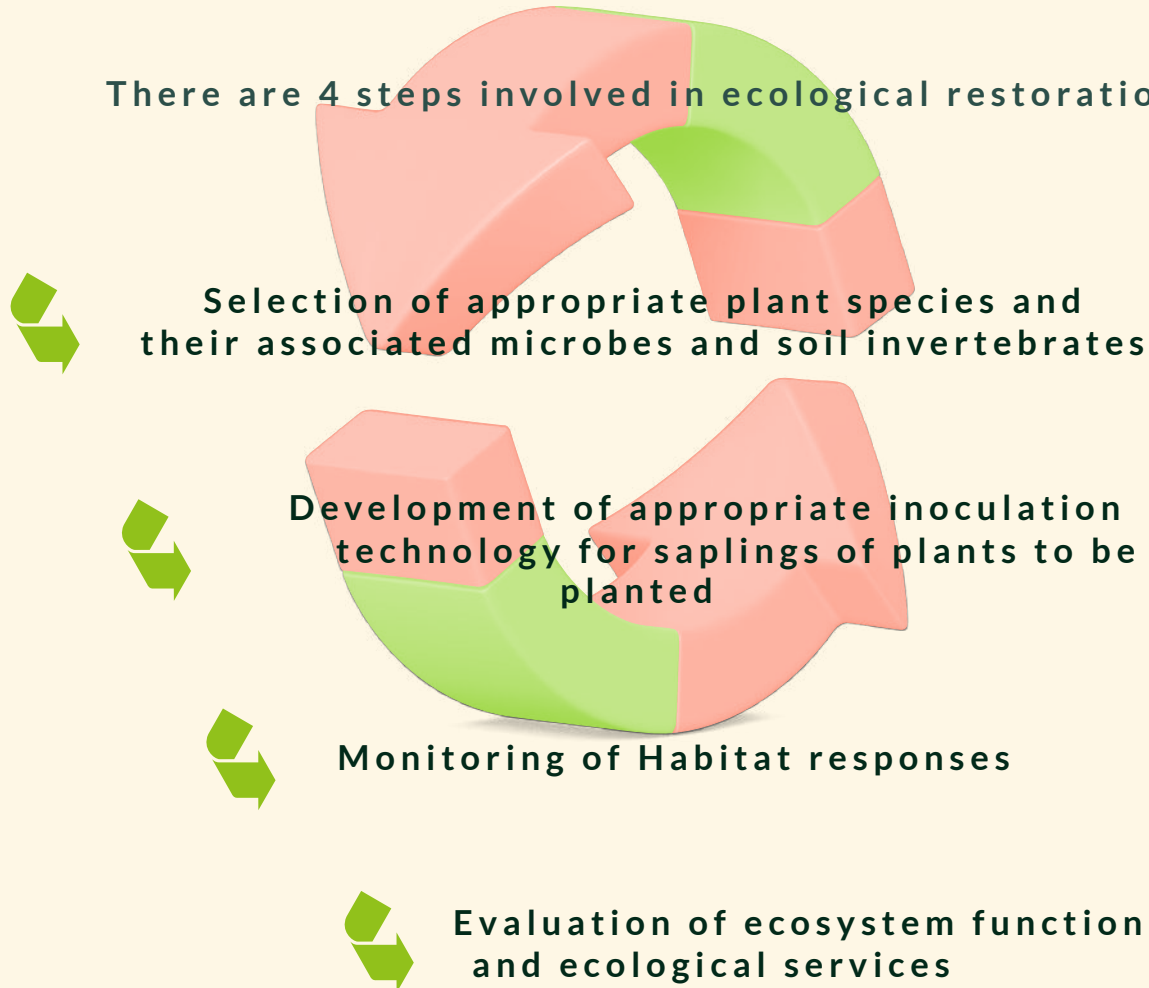 There are 4 steps involved in ecological restoratio
Selection of appropriate plant species and
their associated microbes and soil invertebrates
Development of appropriate inoculation
technology for saplings of plants to be
planted
Monitoring of Habitat responses
Evaluation of ecosystem function
and ecological services